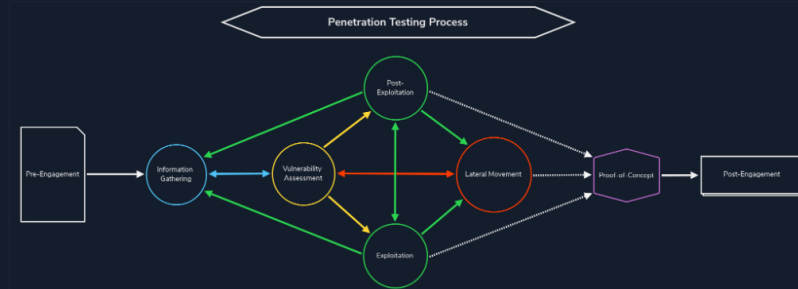 Penetration Testing Process
Post-
Exploitation
Pre-Engagement
Information
Gathering
Vulnerability
Assessment
Lateral Movement
Proof-of-Concept
Post-Engagement
Exploitation